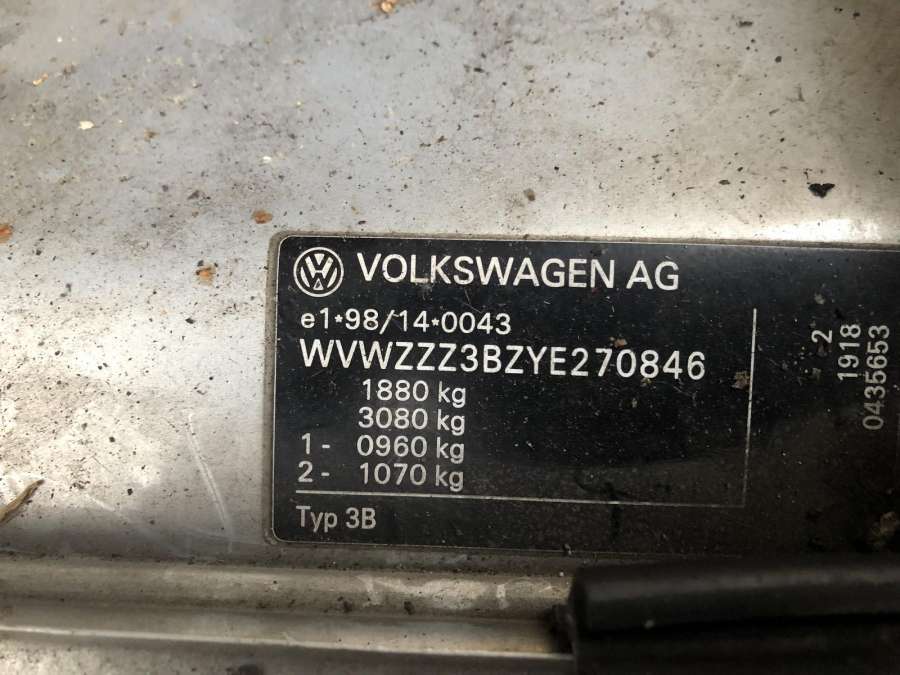 VOLKSWAGEN AG
e1*98/14*0043
WVWZZZ3BZYE270846
1880 kg
3080 kg
1- 0960 kg
2- 1070 kg
Typ 3B
2
1918
0435653